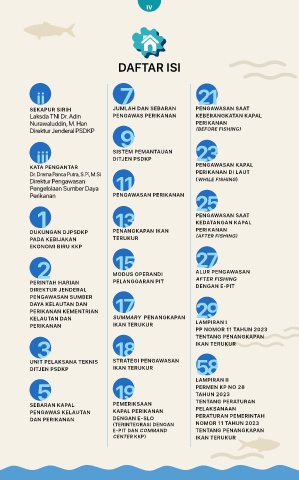 IV
DAFTAR ISI
ii
SEKAPUR SIRIH
Laksda TNI Dr. Adin
Nurawaluddin, M. Han
Direktur Jenderal PSDKP
iii
KATA PENGANTAR
Dr. Drama Panca Putra, S.Pi, M.Si
Direktur Pengawasan
Pengelolaan Sumber Daya
Perikanan
1
DUKUNGAN DJPSDKP
PADA KEBIJAKAN
EKONOMI BIRU KKP
2
PERINTAH HARIAN
DIREKTUR JENDERAL
PENGAWASAN SUMBER
DAYA KELAUTAN DAN
PERIKANAN KEMENTRIAN
KELAUTAN DAN
PERIKANAN
3
UNIT PELAKSANA TEKNIS
DITJEN PSDKP
5
SEBARAN KAPAL
PENGAWAS KELAUTAN
DAN PERIKANAN
7
JUMLAH DAN SEBARAN
PENGAWAS PERIKANAN
9
SISTEM PEMANTAUAN
DITJEN PSDKP
11
PENGAWASAN PERIKANAN
13
PENANGKAPAN IKAN
TERUKUR
15
MODUS OPERANDI
PELANGGARAN PIT
17
SUMMARY PENANGKAPAN
IKAN TERUKUR
18
STRATEGI PENGAWASAN
IKAN TERUKUR
19
PEMERIKSAAN
KAPAL PERIKANAN
DENGAN E-SLO
(TERINTEGRASI DENGAN
E-PIT DAN COMMAND
CENTER KKP)
21
PENGAWASAN SAAT
KEBERANGKATAN KAPAL
PERIKANAN
(BEFORE FISHING)
23
PENGAWASAN KAPAL
PERIKANAN DI LAUT
(WHILE FISHING)
25
PENGAWASAN SAAT
KEDATANGAN KAPAL
PERIKANAN
(AFTER FISHING)
27
ALUR PENGAWASAN
AFTER FISHING
DENGAN E-PIT
29
LAMPIRAN I
PP NOMOR 11 TAHUN 2023
TENTANG PENANGKAPAN
IKAN TERUKUR
58
LAMPIRAN II
PERMEN KP NO 28
TAHUN 2023
TENTANG PERATURAN
PELAKSANAAN
PERATURAN PEMERINTAH
NOMOR 11 TAHUN 2023
TENTANG PENANGKAPAN
IKAN TERUKUR